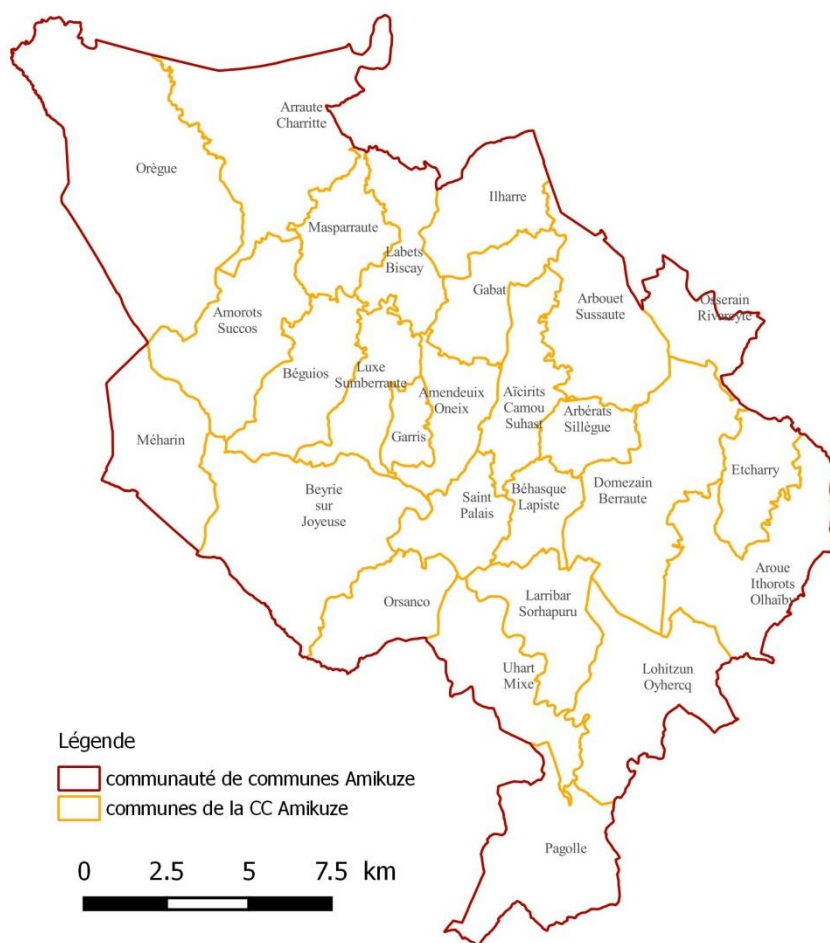 Arraute
Charritte
Orègue
Ilharre
Masparraute
Labets
Biscay
Gabat
Osserain
Rivareyte
Amorots
Succos
Arbouet
Sussaute
Béguios
Luxe
Sumberraute
Amendeuix
Oneix
Aïcirits
Camou
Suhast
Arbérats
Sillègue
Garris
Méharin
Etcharry
Beyrie
sur
Joyeuse
Saint
Palais
Béhasque
Lapiste
Domezain
Berraute
Aroue
Ithorots
Olhaïby
Orsanco
Larribar
Sorhapuru
Uhart
Mixe
Lohitzun
Oyhercq
Pagolle
Légende
communauté de communes Amikuze
communes de la CC Amikuze
0 2.5 5 7.5 km